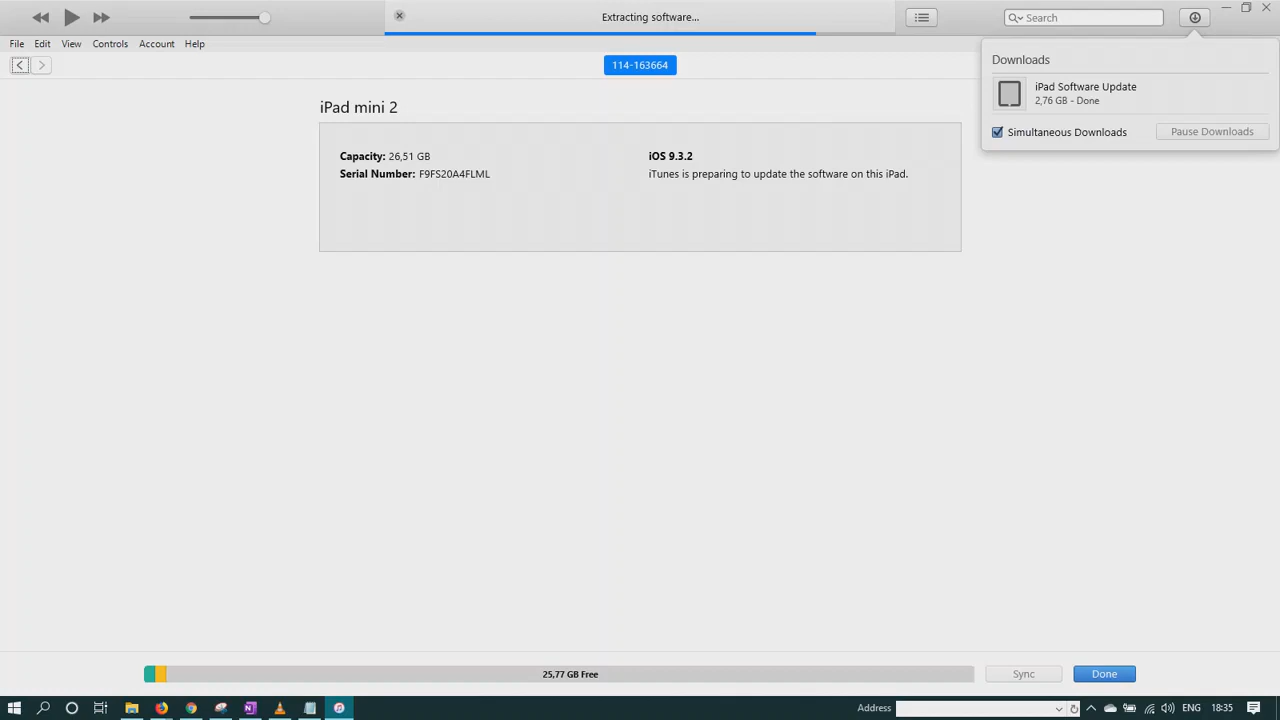 Extracting software...
Search
File Edit View Controls Account Help
114-163664
Downloads
iPad Software Update
2,76 GB - Done
Simultaneous Downloads
Pause Downloads
iPad mini 2
Capacity: 26,51 GB
Serial Number: F9FS20A4FLML
iOS 9.3.2
iTunes is preparing to update the software on this iPad.
25,77 GB Free
Sync
Done
Address
ENG
18:35